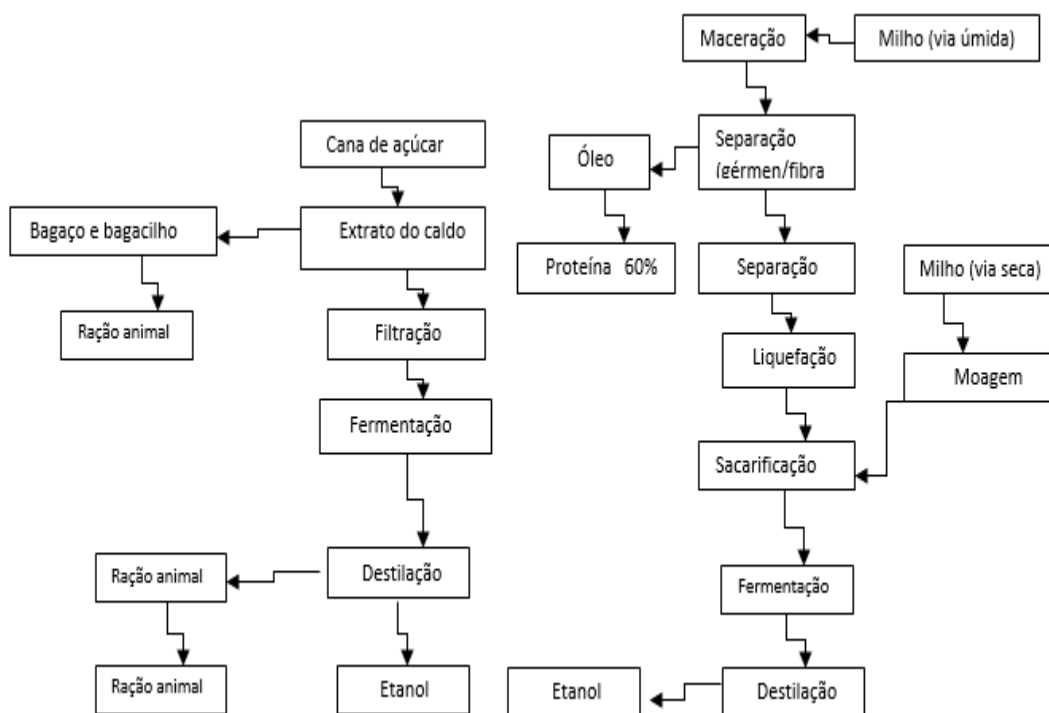 Maceração
Milho (via úmida)
Cana de açúcar
Óleo
Separação
(gérmen/fibra
Bagaço e bagacilho
Extrato do caldo
Proteína 60%
Separação
Milho (via seca)
Ração animal
Filtração
Liquefação
Moagem
Fermentação
Sacarificação
Ração animal
Destilação
Fermentação
Ração animal
Etanol
Etanol
Destilação